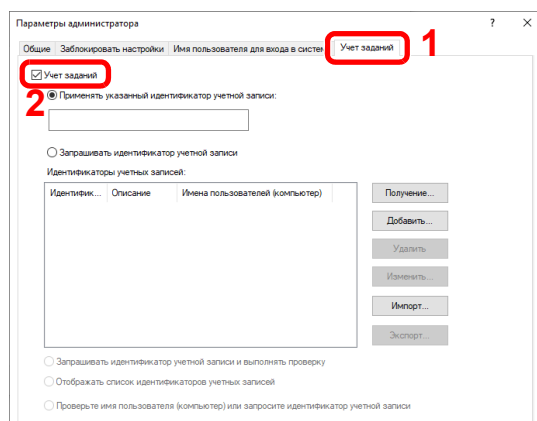 Параметры администратора ? ×
Общие Заблокировать настройки Имя пользователя для входа в систем Учет заданий 1
Учет заданий
2 Применять указанный идентификатор учетной записи:
Запрашивать идентификатор учетной записи
Идентификаторы учетных записей:
Идентифик... Описание Имена пользователей (компьютер) Получение...
Добавить...
Удалить
Изменить...
Импорт...
Экспорт...
Запрашивать идентификатор учетной записи и выполнять проверку
Отображать список идентификаторов учетных записей
Проверьте имя пользователя (компьютер) или запросите идентификатор учетной записи